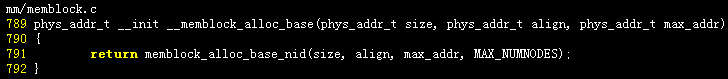 mm/memblock.c
789 phys_addr_t __init __memblock_alloc_base(phys_addr_t size, phys_addr_t align, phys_addr_t max_addr)
790 {
791         return memblock_alloc_base_nid(size, align, max_addr, MAX_NUMNODES);
792 }